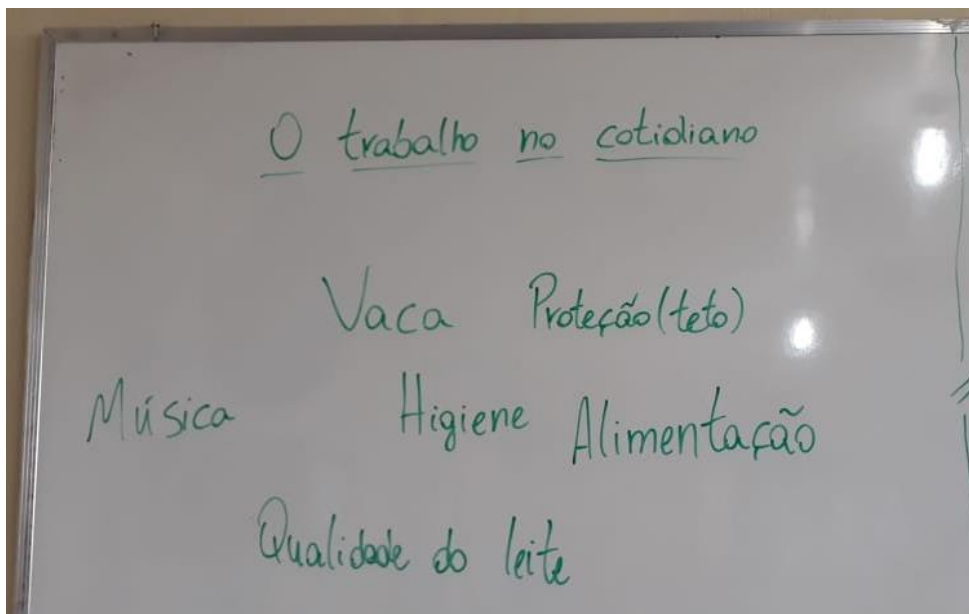 O trabalho no cotidiano
Vaca Proteção (teto)
Música Higiene Alimentação
Qualidade do leite